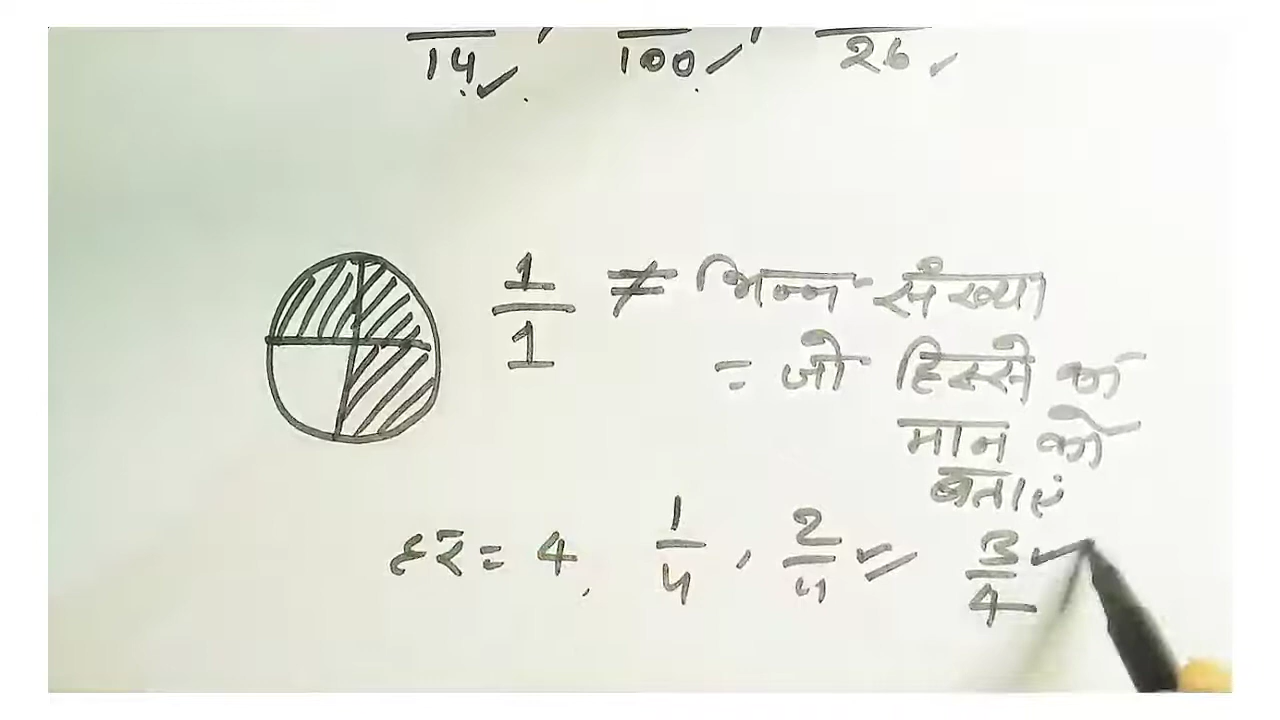 14 ✓, 100 ✓, 26 ✓
1/1 ≠ भिन्न संख्या
= जो हिस्से के
मान को
बताएं
हर = 4, 1/4, 2/4 ✓✓ 3/4 ✓